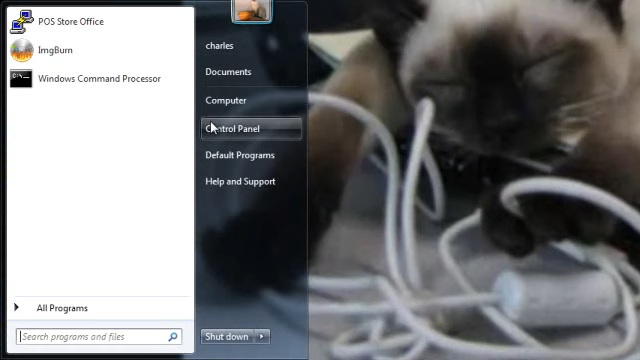 POS Store Office
ImgBurn
Windows Command Processor
All Programs
Search programs and files
charles
Documents
Computer
Control Panel
Default Programs
Help and Support
Shut down